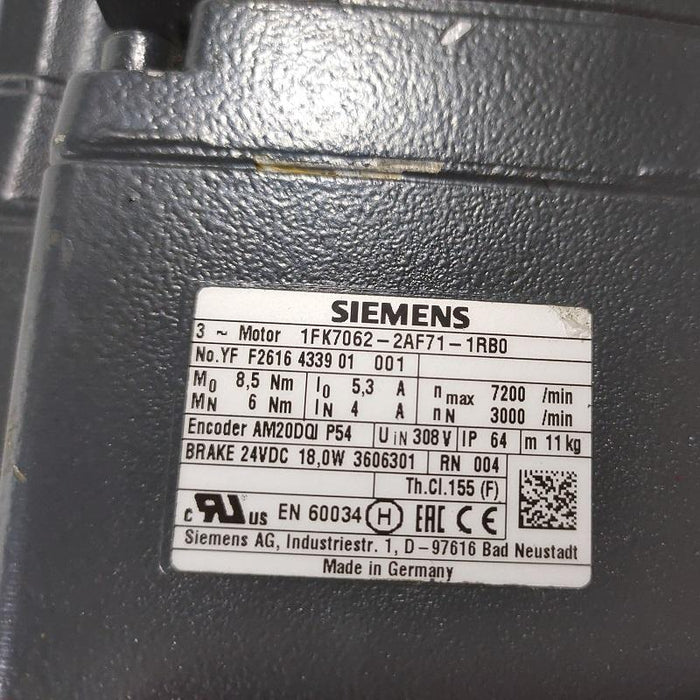 SIEMENS
3 ~ Motor 1FK7062-2AF71-1RB0
No.YF F2616 4339 01 001
M0 8,5 Nm I0 5,3 A n max 7200 /min
MN 6 Nm IN 4 A n N 3000 /min
Encoder AM20DQI P54 U iN 308 V IP 64 m 11 kg
BRAKE 24VDC 18,0W 3606301 RN 004
Th.Cl.155 (F)
c RU us EN 60034 H EAC CE
Siemens AG, Industriestr. 1, D-97616 Bad Neustadt
Made in Germany